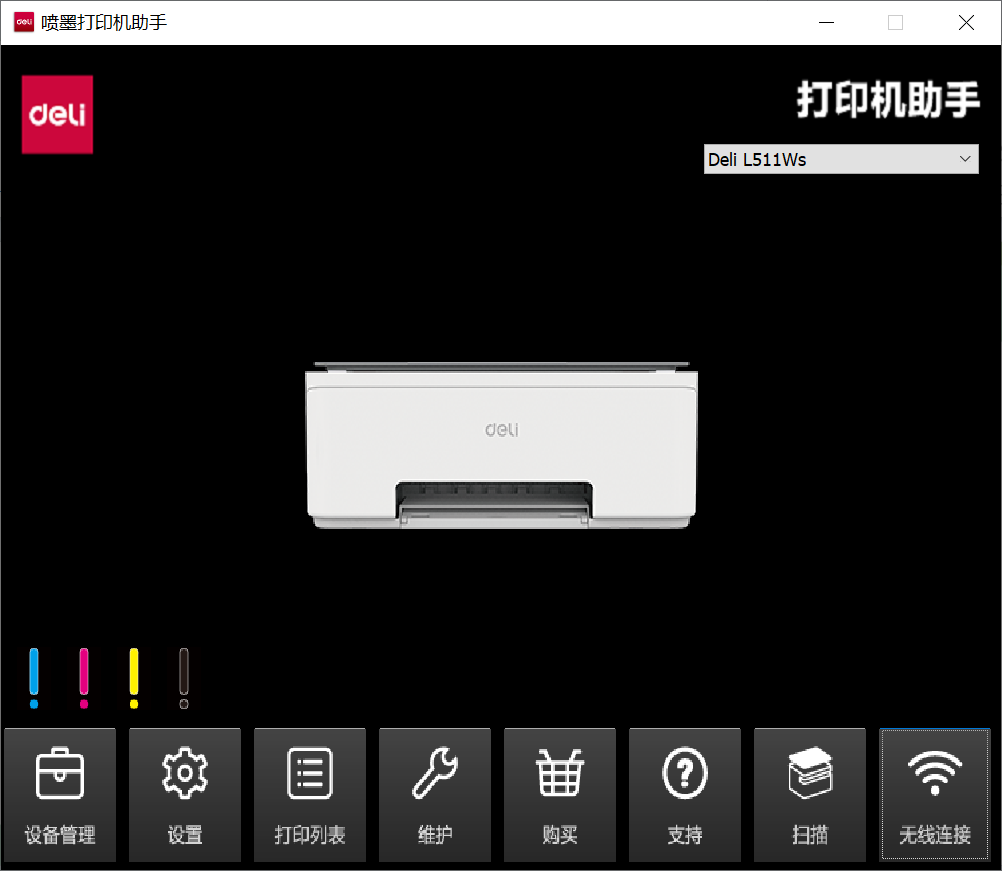 deli 喷墨打印机助手
deli
打印机助手
Deli L511Ws
deli
设备管理
设置
打印列表
维护
购买
支持
扫描
无线连接